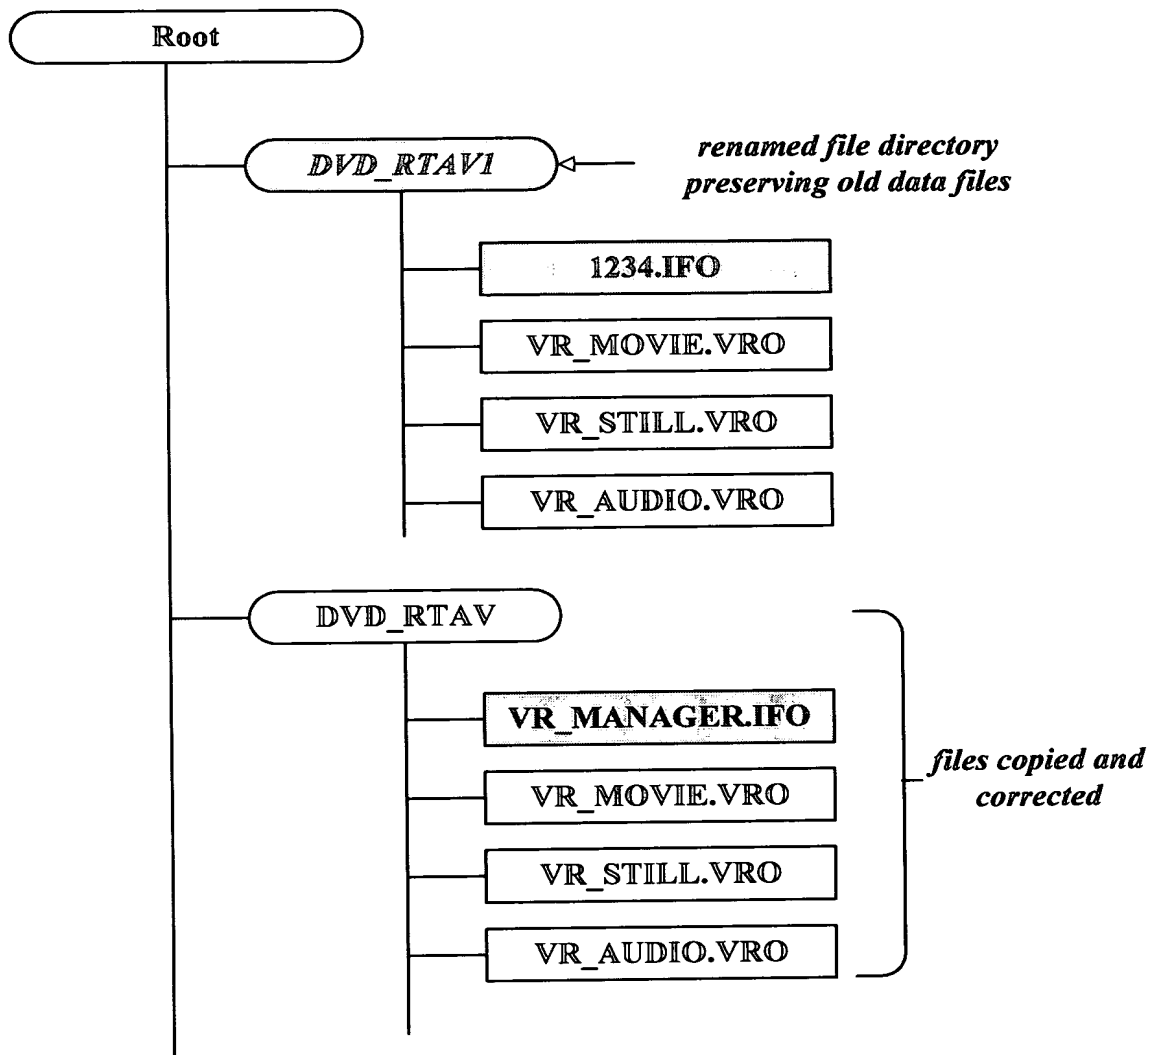 Root
DVD_RTAV1
renamed file directory
preserving old data files
1234.IFO
VR_MOVIE.VRO
VR_STILL.VRO
VR_AUDIO.VRO
DVD_RTAV
VR_MANAGER.IFO
VR_MOVIE.VRO
VR_STILL.VRO
VR_AUDIO.VRO
files copied and
corrected